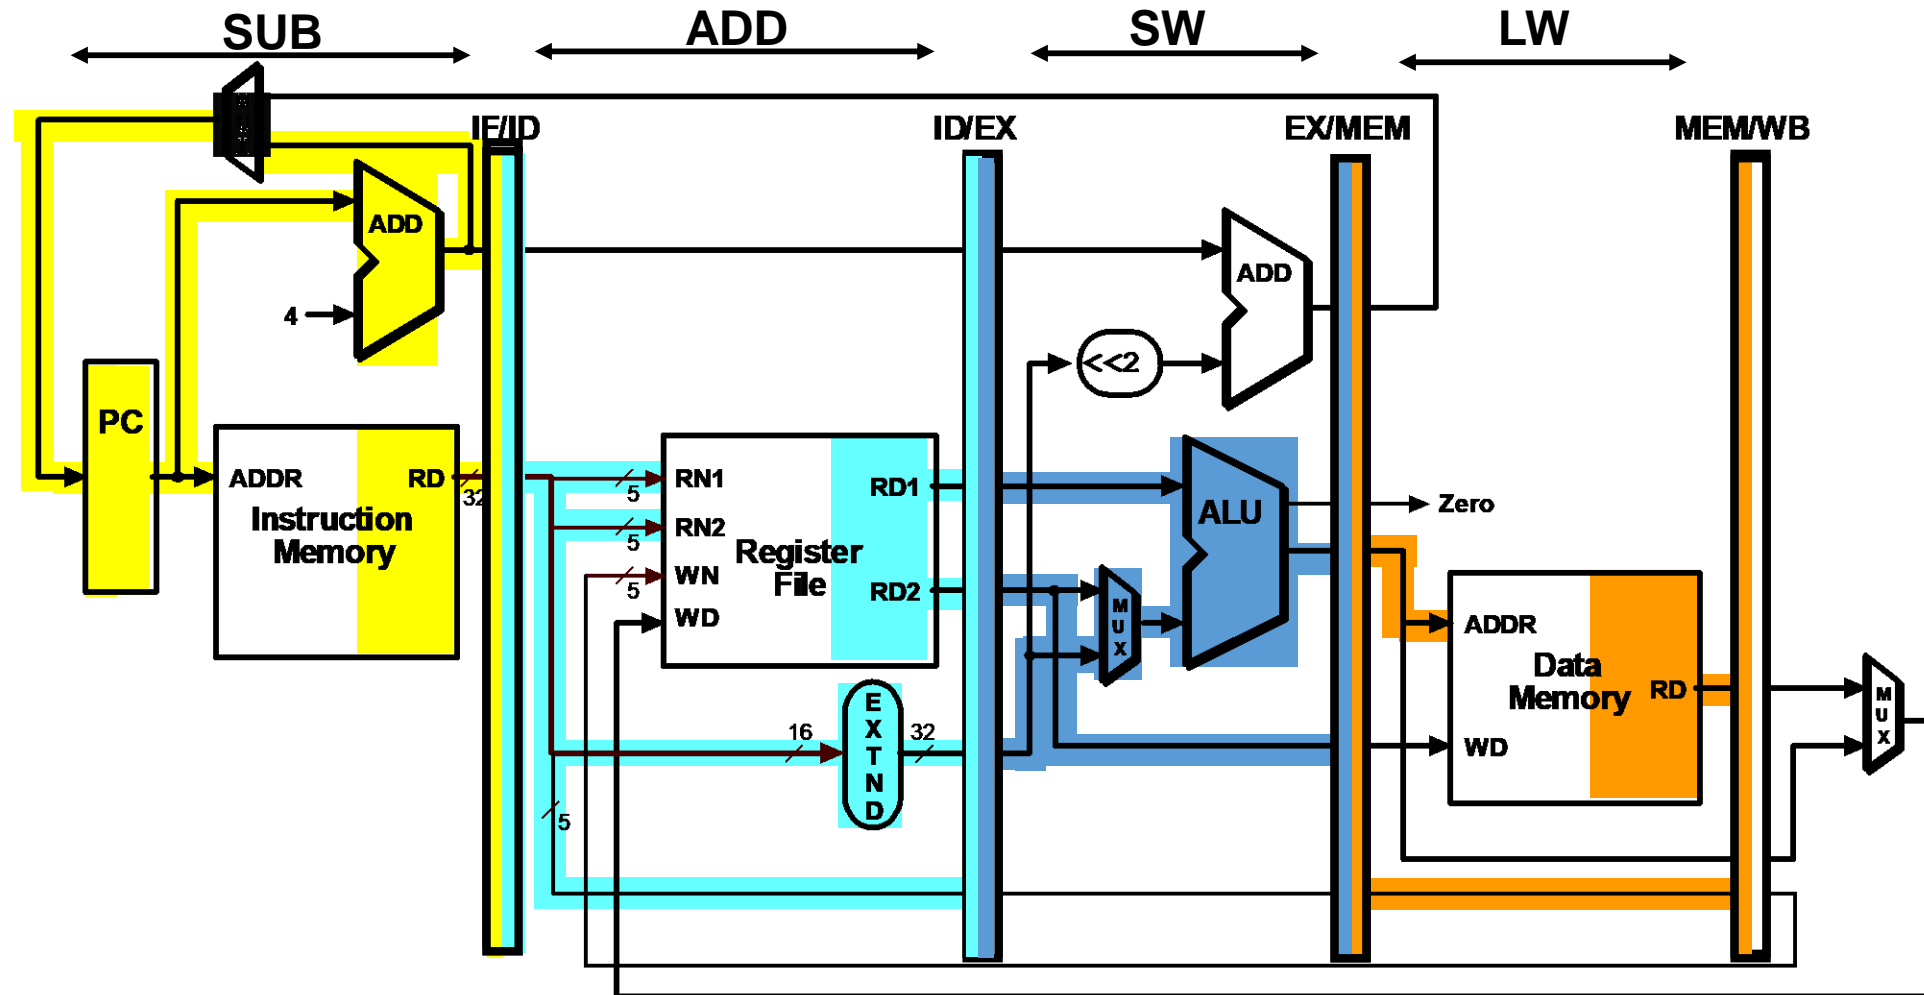 SUB
ADD
SW
LW
IF/ID
ID/EX
EX/MEM
MEM/WB
ADD
4
ADD
<<2
PC
ADDR
RD
32
Instruction
Memory
5
RN1
5
RN2
5
WN
WD
RD1
RD2
Register
File
16
E
X
T
N
D
32
5
M
U
X
ALU
Zero
ADDR
Data
Memory
RD
WD
M
U
X